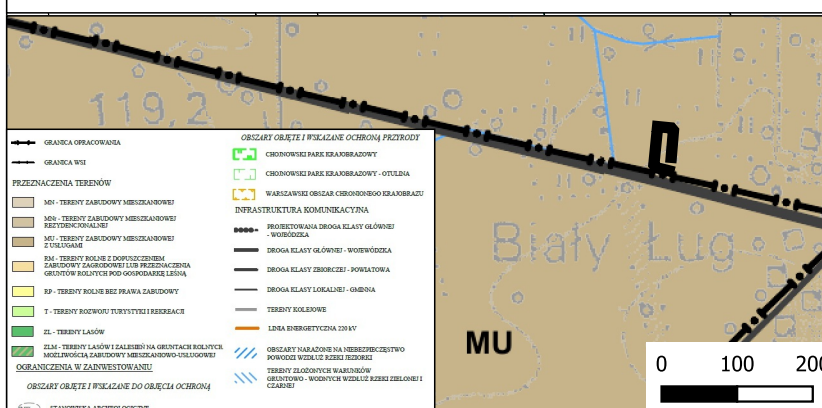 119,2
GRANICA OPRACOWANIA
GRANICA WSI
PRZEZNACZENIA TERENÓW
MN - TERENY ZABUDOWY MIESZKANIOWEJ
MNr - TERENY ZABUDOWY MIESZKANIOWEJ
REZYDENCJONALNEJ
MU - TERENY ZABUDOWY MIESZKANIOWEJ
Z USŁUGAMI
RM - TERENY ROLNE Z DOPUSZCZENIEM
ZABUDOWY ZAGRODOWEJ LUB PRZEZNACZENIA
GRUNTÓW ROLNYCH POD GOSPODARKĘ LEŚNĄ
RP - TERENY ROLNE BEZ PRAWA ZABUDOWY
T - TERENY ROZWOJU TURYSTYKI I REKREACJI
ZL - TERENY LASÓW
ZLM - TERENY LASÓW I ZALESIEŃ NA GRUNTACH ROLNYCH
MOŻLIWOŚCIĄ ZABUDOWY MIESZKANIOWO-USŁUGOWEJ
OGRANICZENIA W ZAINWESTOWANIU
OBSZARY OBJĘTE I WSKAZANE DO OBJĘCIA OCHRONĄ
STANOWISKA ARCHEOLOGICZNE
OBSZARY OBJĘTE I WSKAZANE OCHRONĄ PRZYRODY
CHOJNOWSKI PARK KRAJOBRAZOWY
CHOJNOWSKI PARK KRAJOBRAZOWY - OTULINA
WARSZAWSKI OBSZAR CHRONIONEGO KRAJOBRAZU
INFRASTRUKTURA KOMUNIKACYJNA
PROJEKTOWANA DROGA KLASY GŁÓWNEJ
- WOJEWÓDZKA
DROGA KLASY GŁÓWNEJ - WOJEWÓDZKA
DROGA KLASY ZBIORCZEJ - POWIATOWA
DROGA KLASY LOKALNEJ - GMINNA
TERENY KOLEJOWE
LINIA ENERGETYCZNA 220 kV
OBSZARY NARAŻONE NA NIEBEZPIECZEŃSTWO
POWODZI WZDŁUŻ RZEKI JEZIORKI
TERENY ZŁOŻONYCH WARUNKÓW
GRUNTOWO - WODNYCH WZDŁUŻ RZEKI ZIELONEJ I
CZARNEJ
Biały Ług
MU
0 100 200